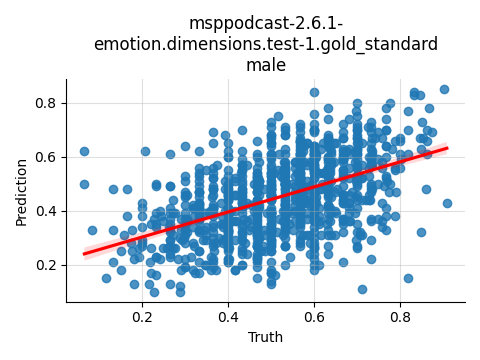 msppodcast-2.6.1-
emotion.dimensions.test-1.gold_standard
male
Prediction
0.8
0.6
0.4
0.2
0.2 0.4 0.6 0.8
Truth